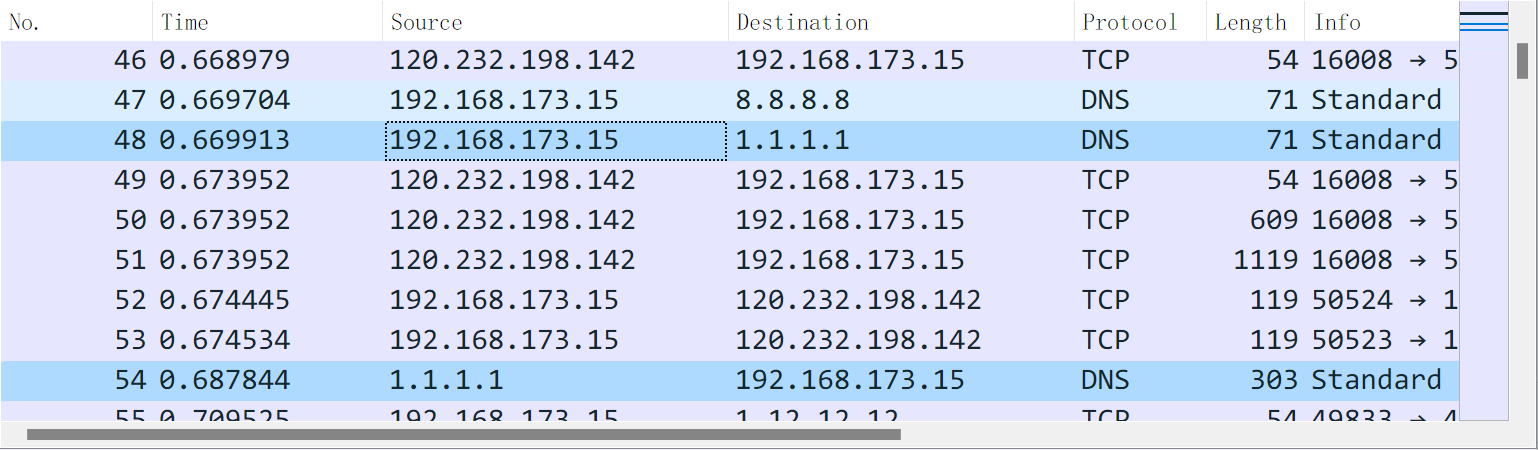 No. Time Source Destination Protocol Length Info
46 0.668979 120.232.198.142 192.168.173.15 TCP 54 16008 → 5
47 0.669704 192.168.173.15 8.8.8.8 DNS 71 Standard
48 0.669913 192.168.173.15 1.1.1.1 DNS 71 Standard
49 0.673952 120.232.198.142 192.168.173.15 TCP 54 16008 → 5
50 0.673952 120.232.198.142 192.168.173.15 TCP 609 16008 → 5
51 0.673952 120.232.198.142 192.168.173.15 TCP 1119 16008 → 5
52 0.674445 192.168.173.15 120.232.198.142 TCP 119 50524 → 1
53 0.674534 192.168.173.15 120.232.198.142 TCP 119 50523 → 1
54 0.687844 1.1.1.1 192.168.173.15 DNS 303 Standard
55 0.709525 192.168.173.15 1.12.12.12 TCP 54 49833 → 4